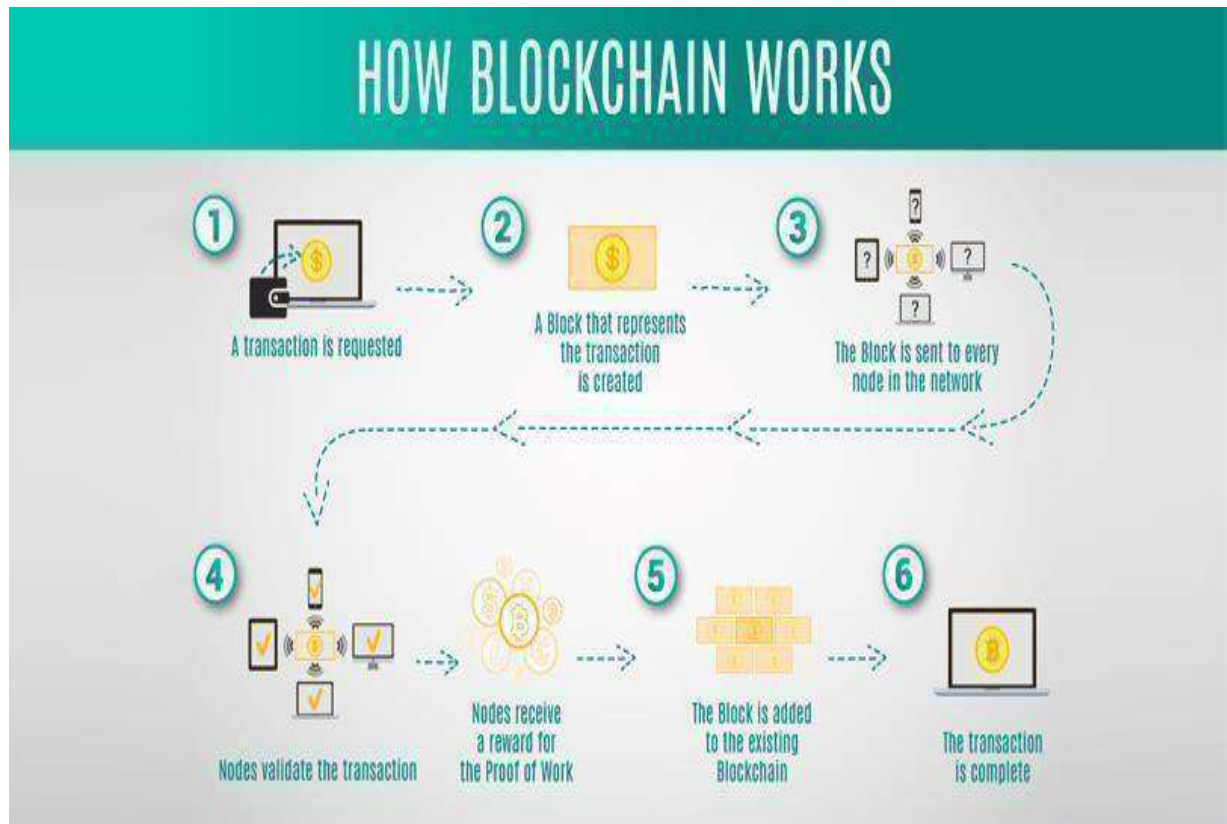 HOW BLOCKCHAIN WORKS
1
A transaction is requested
2
A Block that represents
the transaction
is created
3
The Block is sent to every
node in the network
4
Nodes validate the transaction
Nodes receive
a reward for
the Proof of Work
5
The Block is added
to the existing
Blockchain
6
The transaction
is complete